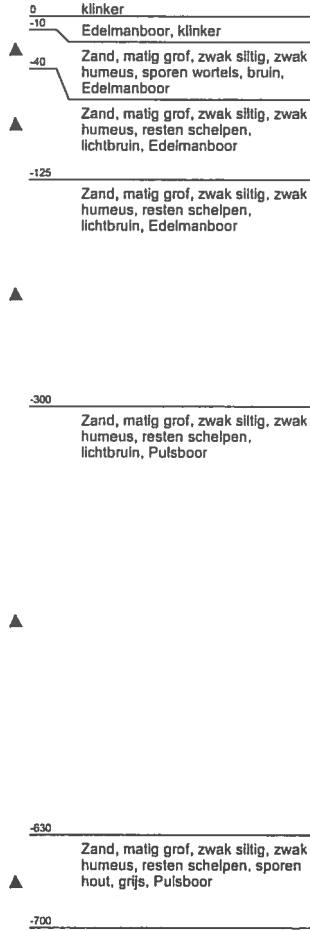 0 klinker
-10 Edelmanboor, klinker
Zand, matig grof, zwak siltig, zwak
-40 humeus, sporen wortels, bruin,
Edelmanboor
Zand, matig grof, zwak siltig, zwak
humeus, resten schelpen,
lichtbruin, Edelmanboor
-125
Zand, matig grof, zwak siltig, zwak
humeus, resten schelpen,
lichtbruin, Edelmanboor
-300
Zand, matig grof, zwak siltig, zwak
humeus, resten schelpen,
lichtbruin, Pulsboor
-630
Zand, matig grof, zwak siltig, zwak
humeus, resten schelpen, sporen
hout, grijs, Pulsboor
-700